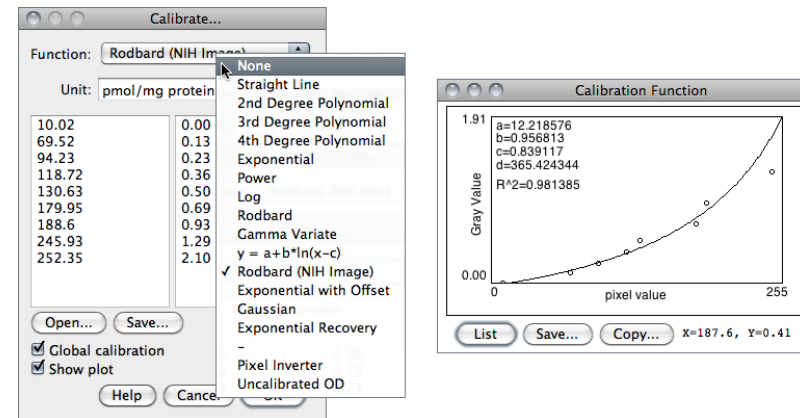 Calibrate...
Function: Rodbard (NIH Image)
Unit: pmol/mg protein
10.02
69.52
94.23
118.72
130.63
179.95
188.6
245.93
252.35
0.00
0.13
0.23
0.36
0.50
0.69
0.93
1.29
2.10
Open... Save...
Global calibration
Show plot
Help Cancel OK
None
Straight Line
2nd Degree Polynomial
3rd Degree Polynomial
4th Degree Polynomial
Exponential
Power
Log
Rodbard
Gamma Variate
y = a+b*ln(x-c)
✓ Rodbard (NIH Image)
Exponential with Offset
Gaussian
Exponential Recovery
–
Pixel Inverter
Uncalibrated OD
Calibration Function
1.91
a=12.218576
b=0.956813
c=0.839117
d=365.424344
R^2=0.981385
Gray Value
0.00
0 pixel value 255
List Save... Copy... X=187.6, Y=0.41